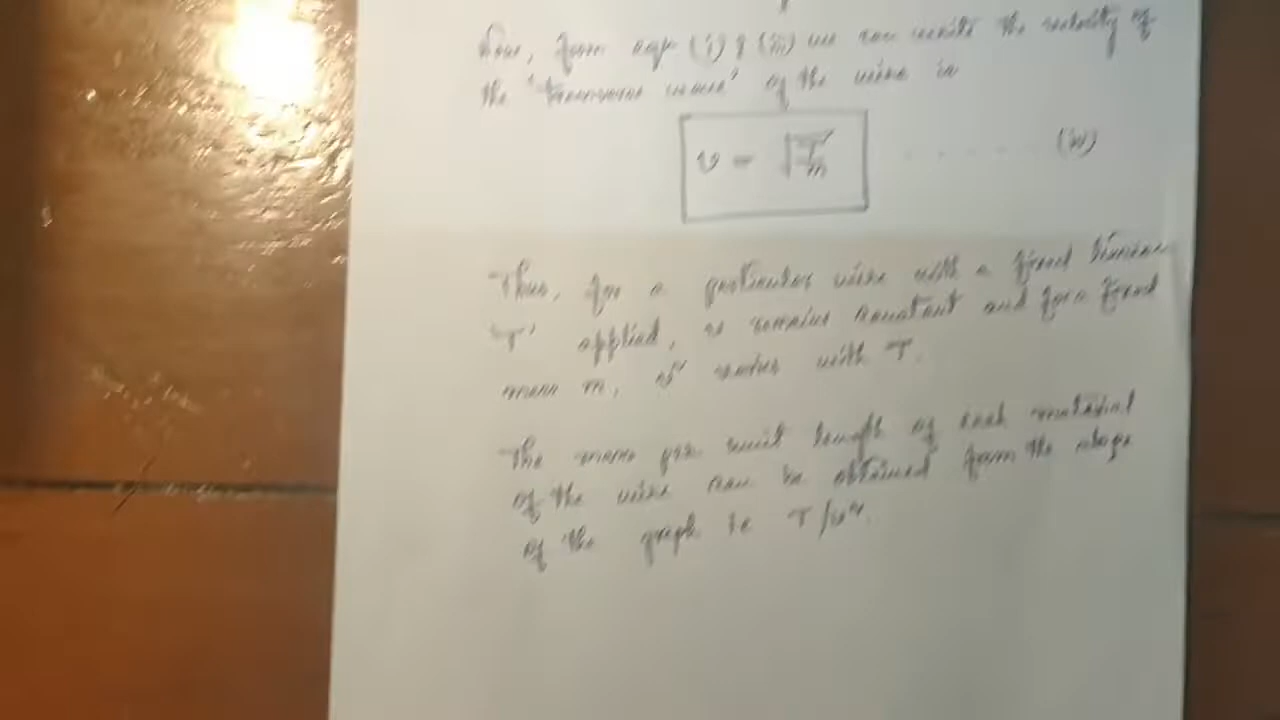 Now, from eqn (i) & (iii) we can write the velocity of
the 'transverse wave' of the wire is
v = √T/m (iv)
Thus, for a particular wire with a fixed tension
'T' applied, v remains constant and for a fixed
mass m, v varies with T.
The mass per unit length of each material
of the wire can be obtained from the slope
of the graph ie T/v².